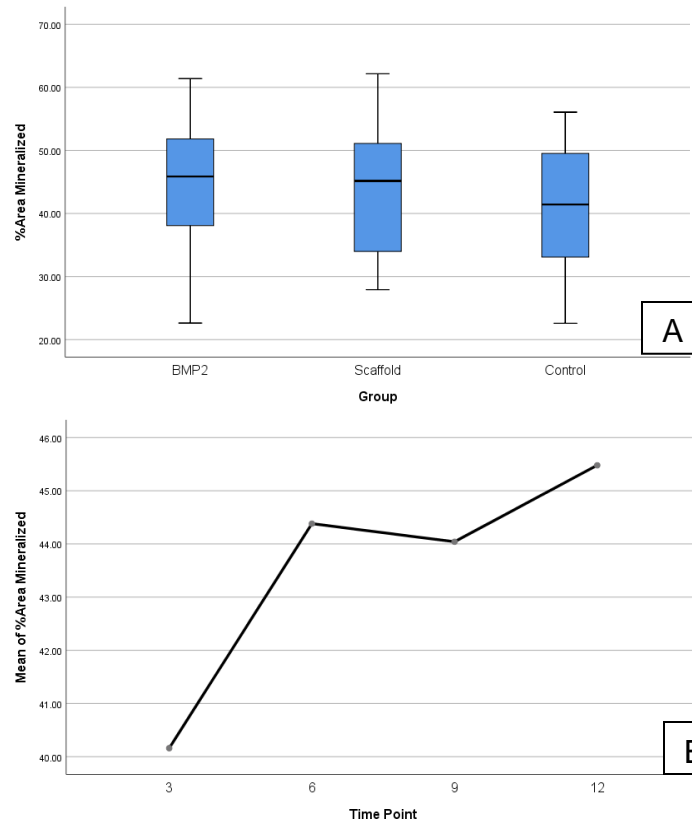 70.00
60.00
50.00
40.00
30.00
20.00
%Area Mineralized
BMP2 Scaffold Control
Group
A
46.00
45.00
44.00
43.00
42.00
41.00
40.00
Mean of %Area Mineralized
3 6 9 12
Time Point